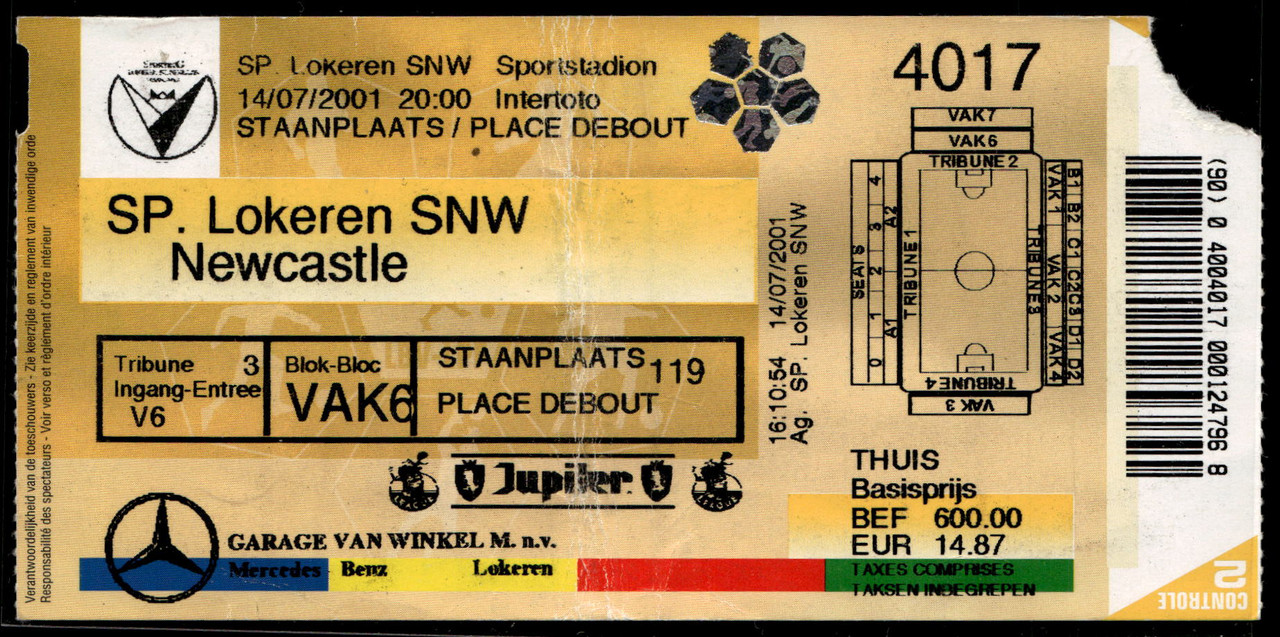 SP. Lokeren SNW Sportstadion
14/07/2001 20:00 Intertoto
STAANPLAATS / PLACE DEBOUT
SP. Lokeren SNW
Newcastle
Tribune 3
Ingang-Entree
V6
Blok-Bloc
VAK6
STAANPLAATS 119
PLACE DEBOUT
Jupiler
GARAGE VAN WINKEL M. n.v.
Mercedes Benz Lokeren
Verantwoordelijkheid van de toeschouwers - Zie keerzijde en reglement van inwendige orde
Responsabilité des spectateurs - Voir verso et règlement d'ordre intérieur
16:10:54 14/07/2001
Ag. SP. Lokeren SNW
4017
VAK7
VAK6
TRIBUNE 2
SEATS
0 1 2 3 4
A1 A2
TRIBUNE 1
TRIBUNE3
VAK 1 VAK 2 VAK 4
B1 B2 C1 C2 C3 D1 D2
TRIBUNE 4
VAK 3
THUIS
Basisprijs
BEF 600.00
EUR 14.87
TAXES COMPRISES
TAKSEN INBEGREPEN
(90) 0 4004017 000124796 8
CONTROLE
2